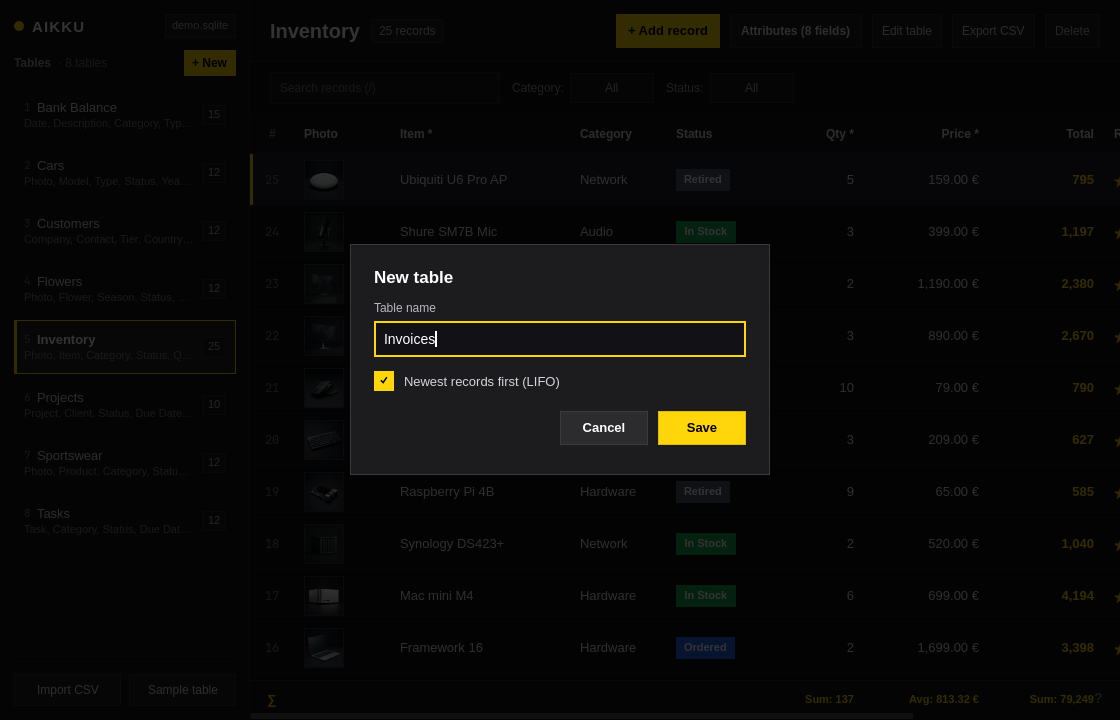 AIKKU
demo.sqlite
Tables · 8 tables
+ New
1 Bank Balance
Date, Description, Category, Typ…
15
2 Cars
Photo, Model, Type, Status, Yea…
12
3 Customers
Company, Contact, Tier, Country…
12
4 Flowers
Photo, Flower, Season, Status, …
12
5 Inventory
Photo, Item, Category, Status, Q…
25
6 Projects
Project, Client, Status, Due Date…
10
7 Sportswear
Photo, Product, Category, Statu…
12
8 Tasks
Task, Category, Status, Due Dat…
12
Import CSV
Sample table
Inventory
25 records
+ Add record
Attributes (8 fields)
Edit table
Export CSV
Delete
Search records (/)
Category: All
Status: All
# Photo Item * Category Status Qty * Price * Total R
25 Ubiquiti U6 Pro AP Network Retired 5 159.00 € 795
24 Shure SM7B Mic Audio In Stock 3 399.00 € 1,197
23 2 1,190.00 € 2,380
22 3 890.00 € 2,670
21 10 79.00 € 790
20 3 209.00 € 627
19 Raspberry Pi 4B Hardware Retired 9 65.00 € 585
18 Synology DS423+ Network In Stock 2 520.00 € 1,040
17 Mac mini M4 Hardware In Stock 6 699.00 € 4,194
16 Framework 16 Hardware Ordered 2 1,699.00 € 3,398
∑ Sum: 137 Avg: 813.32 € Sum: 79,249 ?
New table
Table name
Invoices
Newest records first (LIFO)
Cancel
Save